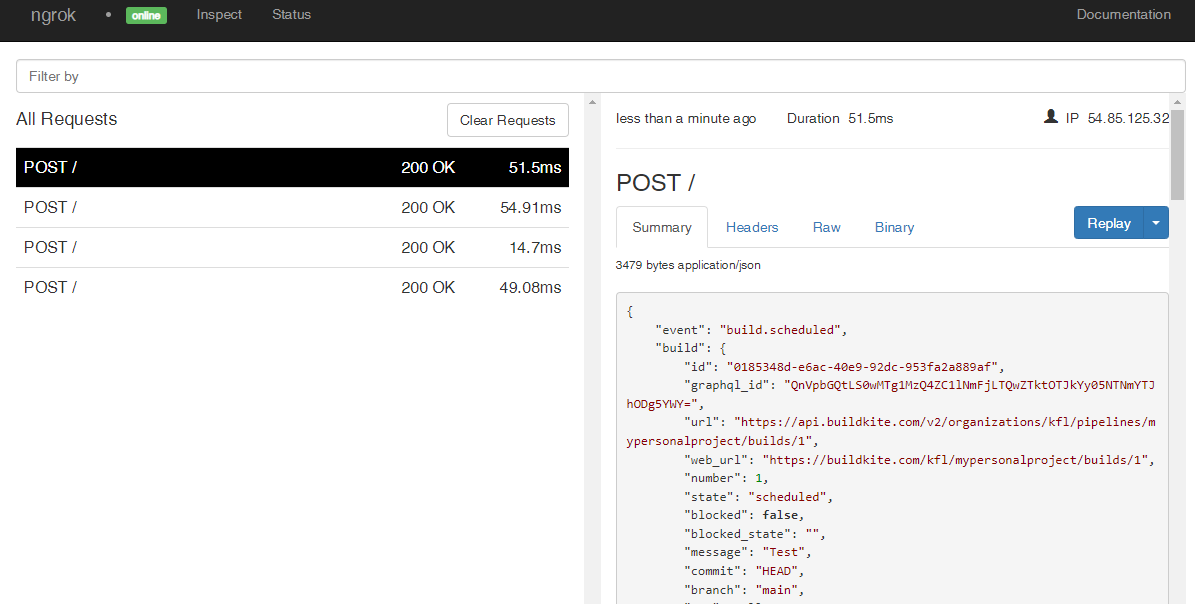 ngrok • online Inspect Status Documentation
Filter by
All Requests
Clear Requests
POST / 200 OK 51.5ms
POST / 200 OK 54.91ms
POST / 200 OK 14.7ms
POST / 200 OK 49.08ms
less than a minute ago Duration 51.5ms IP 54.85.125.32
POST /
Summary Headers Raw Binary Replay
3479 bytes application/json
{
"event": "build.scheduled",
"build": {
"id": "0185348d-e6ac-40e9-92dc-953fa2a889af",
"graphql_id": "QnVpbGQtLS0wMTg1MzQ4ZC1lNmFjLTQwZTktOTJkYy05NTNmYTJ
hODg5YWY=",
"url": "https://api.buildkite.com/v2/organizations/kfl/pipelines/m
ypersonalproject/builds/1",
"web_url": "https://buildkite.com/kfl/mypersonalproject/builds/1",
"number": 1,
"state": "scheduled",
"blocked": false,
"blocked_state": "",
"message": "Test",
"commit": "HEAD",
"branch": "main",